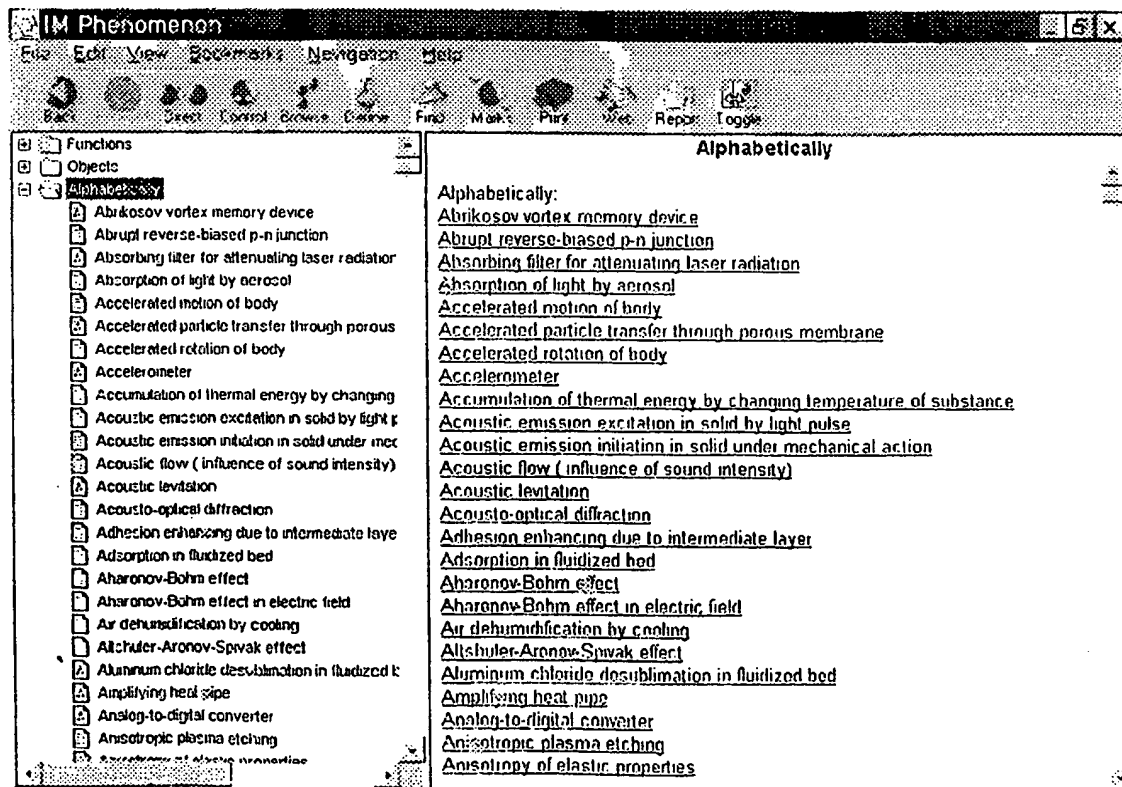 IM Phenomenon
File Edit View Bookmarks Navigation Help
Back Direct Control Browse Define Find Marks Print Web Report Toggle
Functions
Objects
Alphabetically
Abrikosov vortex memory device
Abrupt reverse-biased p-n junction
Absorbing filter for attenuating laser radiation
Absorption of light by aerosol
Accelerated motion of body
Accelerated particle transfer through porous
Accelerated rotation of body
Accelerometer
Accumulation of thermal energy by changing
Acoustic emission excitation in solid by light p
Acoustic emission initiation in solid under mec
Acoustic flow ( influence of sound intensity)
Acoustic levitation
Acousto-optical diffraction
Adhesion enhancing due to intermediate laye
Adsorption in fluidized bed
Aharonov-Bohm effect
Aharonov-Bohm effect in electric field
Air dehumidification by cooling
Altshuler-Aronov-Spivak effect
Aluminum chloride desublimation in fluidized b
Amplifying heat pipe
Analog-to-digital converter
Anisotropic plasma etching
Anisotropy of elastic properties
Alphabetically
Alphabetically:
Abrikosov vortex memory device
Abrupt reverse-biased p-n junction
Absorbing filter for attenuating laser radiation
Absorption of light by aerosol
Accelerated motion of body
Accelerated particle transfer through porous membrane
Accelerated rotation of body
Accelerometer
Accumulation of thermal energy by changing temperature of substance
Acoustic emission excitation in solid by light pulse
Acoustic emission initiation in solid under mechanical action
Acoustic flow ( influence of sound intensity)
Acoustic levitation
Acousto-optical diffraction
Adhesion enhancing due to intermediate layer
Adsorption in fluidized bed
Aharonov-Bohm effect
Aharonov-Bohm effect in electric field
Air dehumidification by cooling
Altshuler-Aronov-Spivak effect
Aluminum chloride desublimation in fluidized bed
Amplifying heat pipe
Analog-to-digital converter
Anisotropic plasma etching
Anisotropy of elastic properties